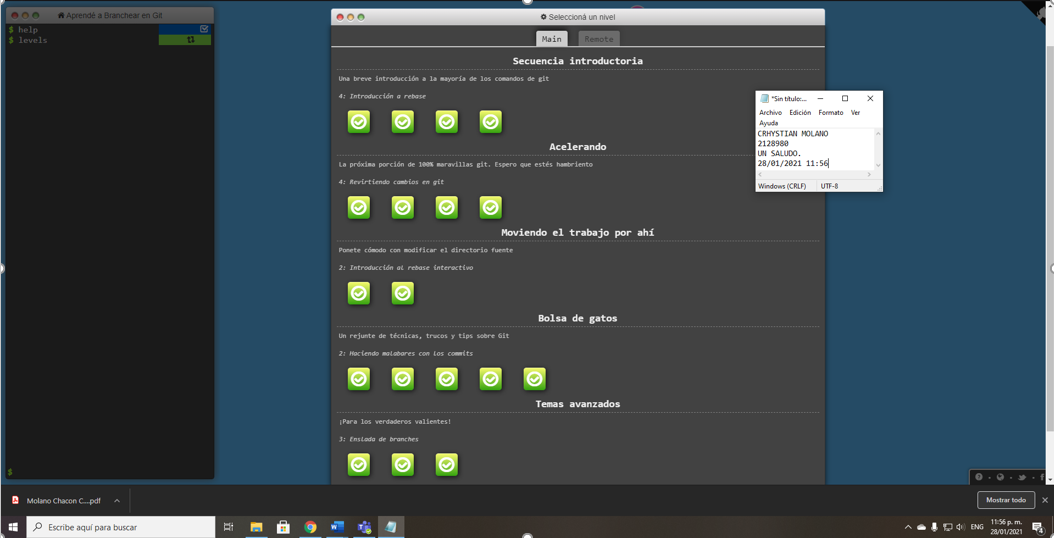 Aprendé a Branchear en Git
$ help
$ levels
$
Seleccioná un nivel
Main
Remote
Secuencia introductoria
Una breve introducción a la mayoría de los comandos de git
4: Introducción a rebase
Acelerando
La próxima porción de 100% maravillas git. Espero que estés hambriento
4: Revirtiendo cambios en git
Moviendo el trabajo por ahí
Ponete cómodo con modificar el directorio fuente
2: Introducción al rebase interactivo
Bolsa de gatos
Un rejunte de técnicas, trucos y tips sobre Git
2: Haciendo malabares con los commits
Temas avanzados
¡Para los verdaderos valientes!
3: Enslada de branches
*Sin título:...
Archivo Edición Formato Ver
Ayuda
CRHYSTIAN MOLANO
2128980
UN SALUDO.
28/01/2021 11:56
Windows (CRLF) UTF-8
Molano Chacon C....pdf
Mostrar todo
Escribe aquí para buscar
ENG
11:56 p. m.
28/01/2021
4